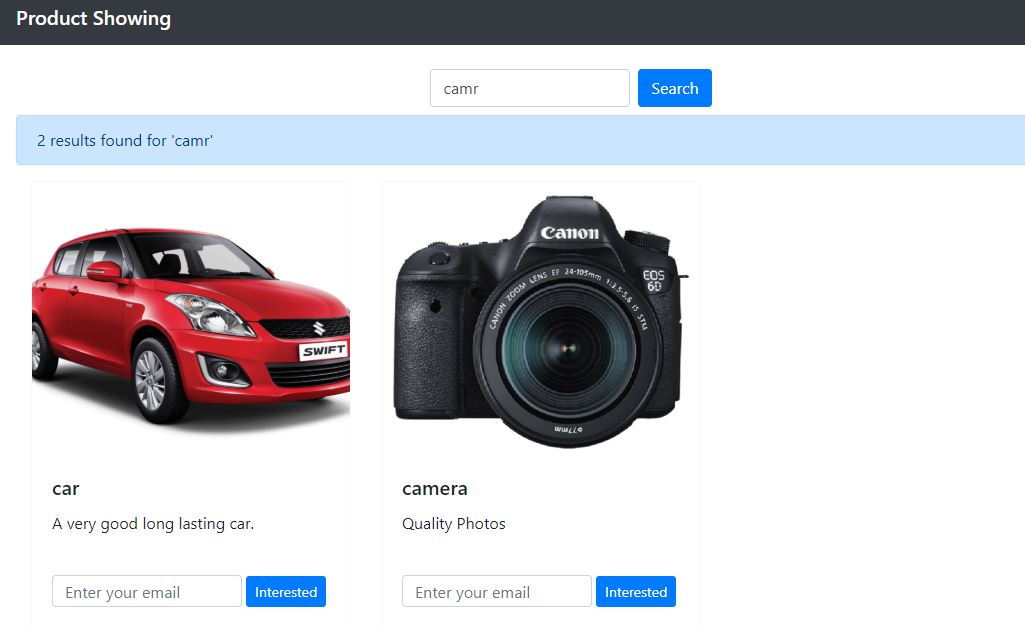 Product Showing
camr
Search
2 results found for 'camr'
SWIFT
Canon
EOS
6D
CANON ZOOM LENS EF 24-105mm 1:3.5-5.6 IS STM
ø77mm
car
A very good long lasting car.
Enter your email
Interested
camera
Quality Photos
Enter your email
Interested